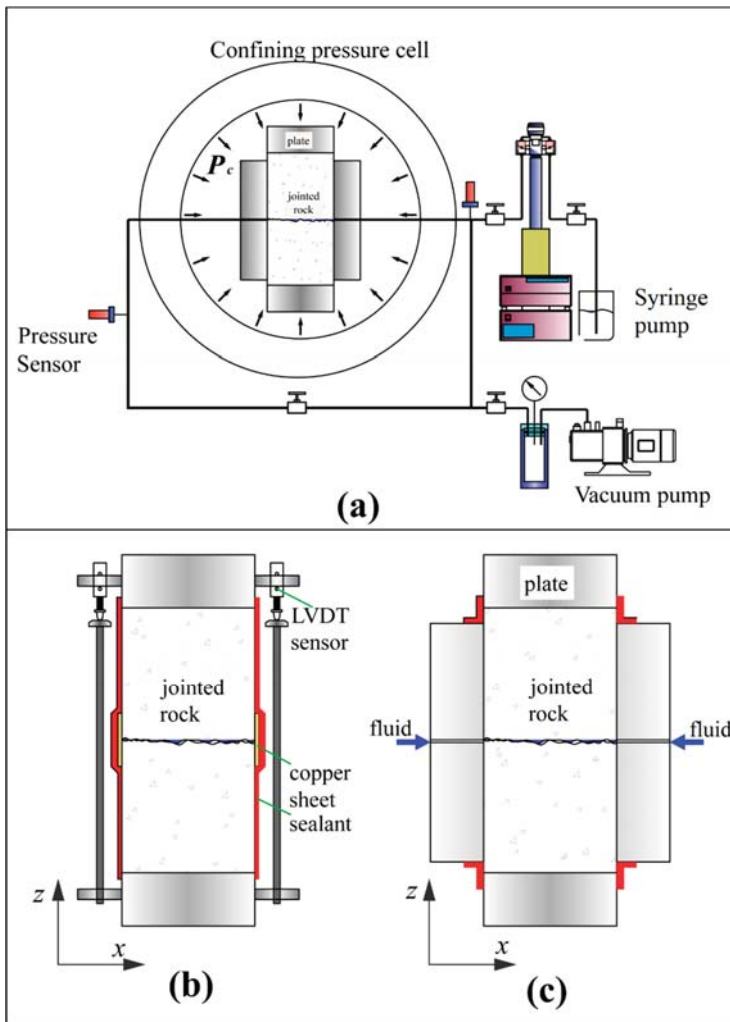 Confining pressure cell
plate
Pc
jointed
rock
Pressure
Sensor
Syringe
pump
Vacuum pump
(a)
LVDT
sensor
jointed
rock
copper
sheet
sealant
z
x
(b)
plate
jointed
rock
fluid
fluid
z
x
(c)